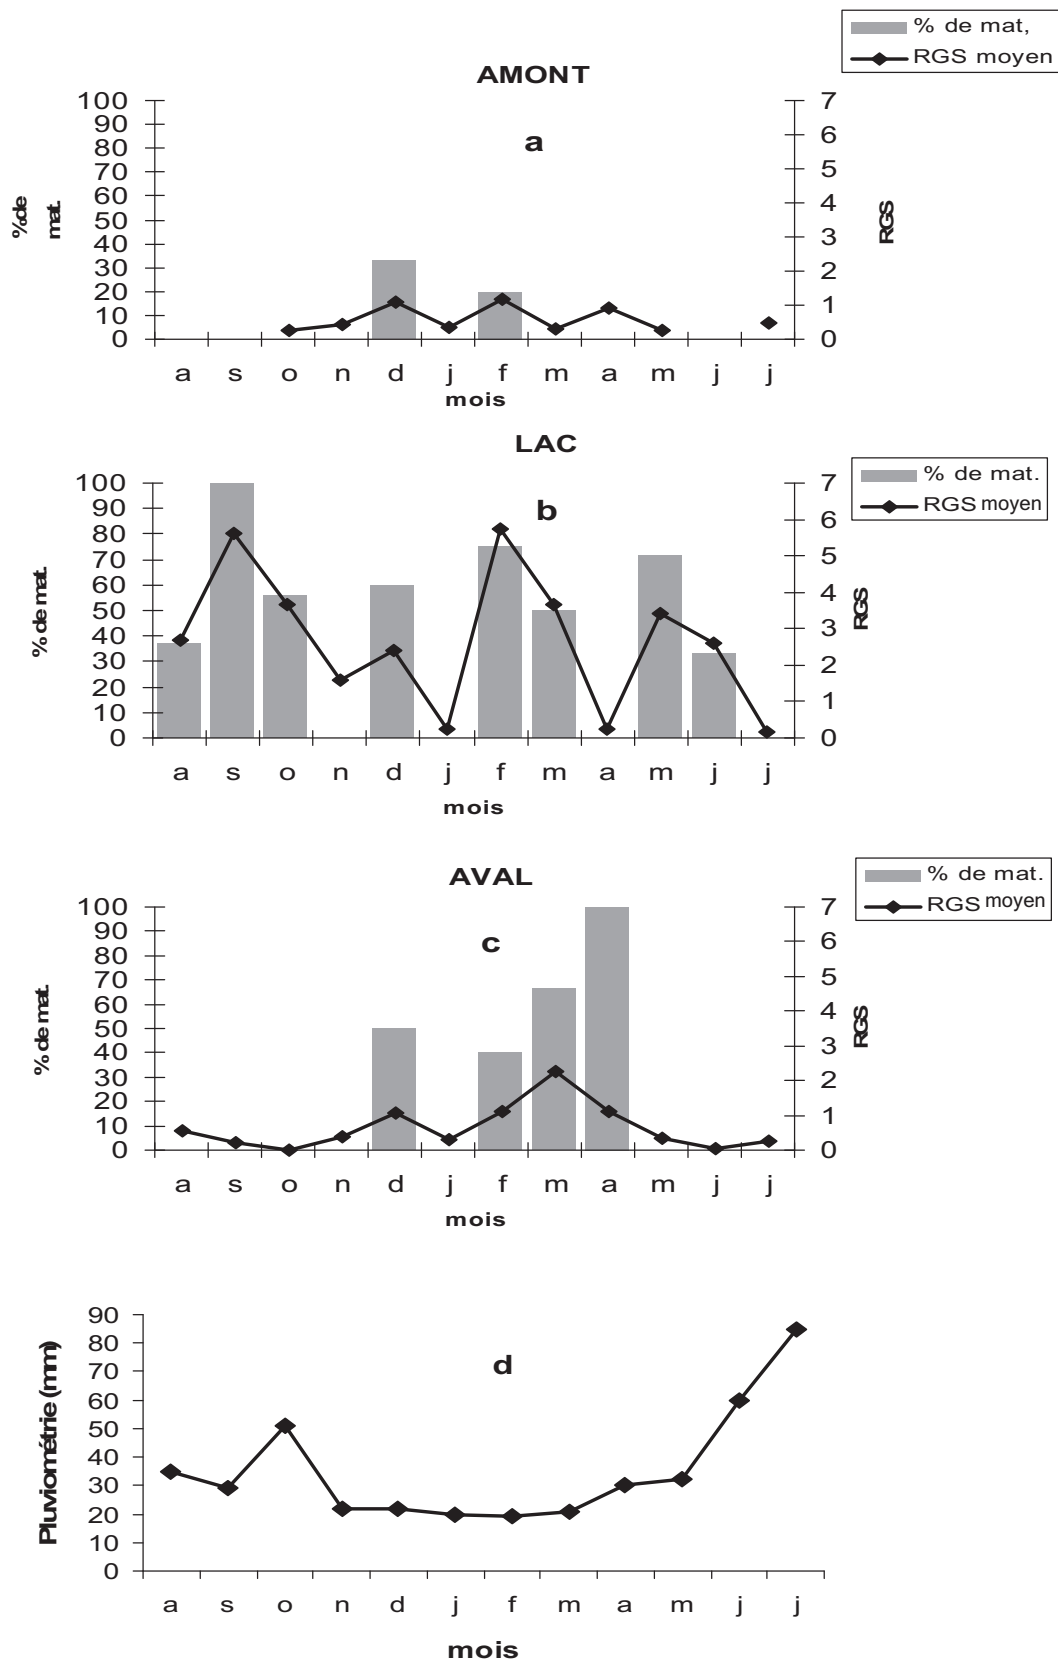 % de mat,
RGS moyen
AMONT
a
%de
mat.
RGS
100
90
80
70
60
50
40
30
20
10
0
7
6
5
4
3
2
1
0
a s o n d j f m a m j j
mois
LAC
% de mat.
RGS moyen
b
% de mat.
RGS
100
90
80
70
60
50
40
30
20
10
0
7
6
5
4
3
2
1
0
a s o n d j f m a m j j
mois
AVAL
% de mat.
RGS moyen
c
% de mat.
RGS
100
90
80
70
60
50
40
30
20
10
0
7
6
5
4
3
2
1
0
a s o n d j f m a m j j
mois
d
Pluviométrie (mm)
90
80
70
60
50
40
30
20
10
0
a s o n d j f m a m j j
mois